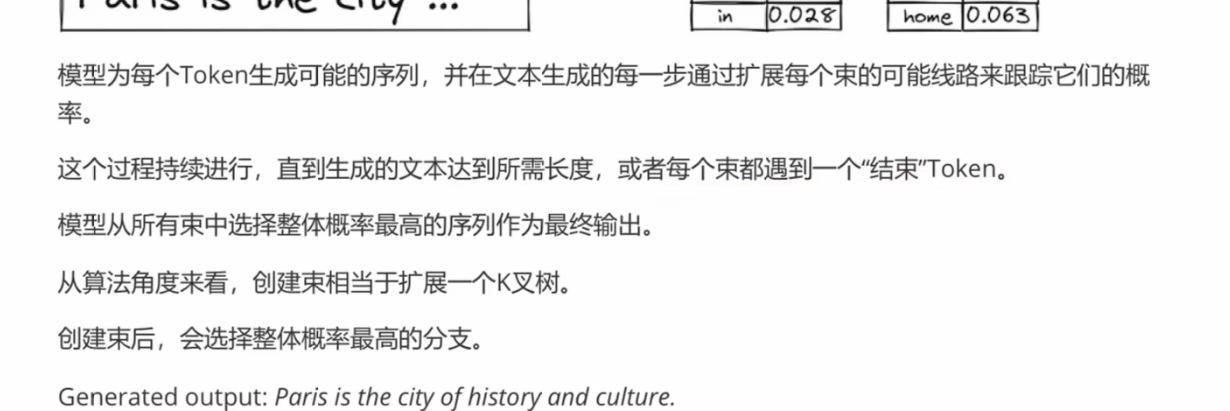 Paris is the city ...
in 0.028 home 0.063
模型为每个Token生成可能的序列，并在文本生成的每一步通过扩展每个束的可能线路来跟踪它们的概
率。
这个过程持续进行，直到生成的文本达到所需长度，或者每个束都遇到一个“结束”Token。
模型从所有束中选择整体概率最高的序列作为最终输出。
从算法角度来看，创建束相当于扩展一个K叉树。
创建束后，会选择整体概率最高的分支。
Generated output: Paris is the city of history and culture.